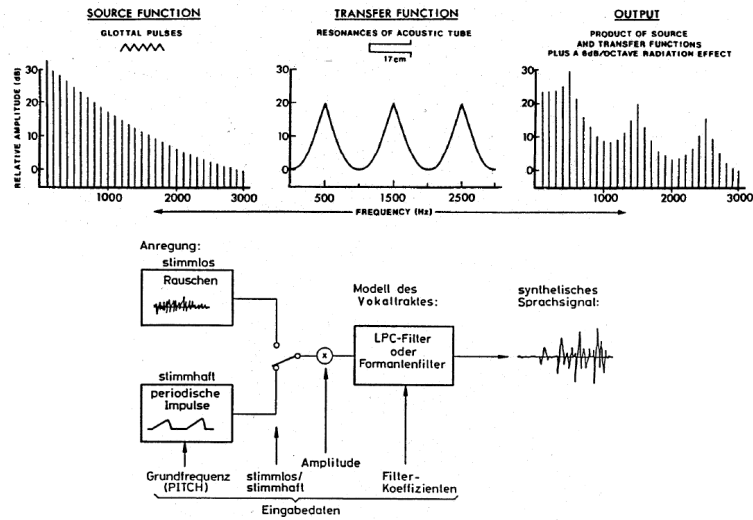 SOURCE FUNCTION
GLOTTAL PULSES
TRANSFER FUNCTION
RESONANCES OF ACOUSTIC TUBE
17cm
OUTPUT
PRODUCT OF SOURCE
AND TRANSFER FUNCTIONS
PLUS A 6dB/OCTAVE RADIATION EFFECT
RELATIVE AMPLITUDE (dB)
30
20
10
0
1000 2000 3000
30
20
10
0
500 1500 2500
30
20
10
0
1000 2000 3000
FREQUENCY (Hz)
Anregung:
stimmlos
Rauschen
stimmhaft
periodische
Impulse
x
Modell des
Vokaltraktes:
LPC-Filter
oder
Formantenfilter
synthetisches
Sprachsignal:
Grundfrequenz
(PITCH)
stimmlos/
stimmhaft
Amplitude
Filter-
Koeffizienten
Eingabedaten